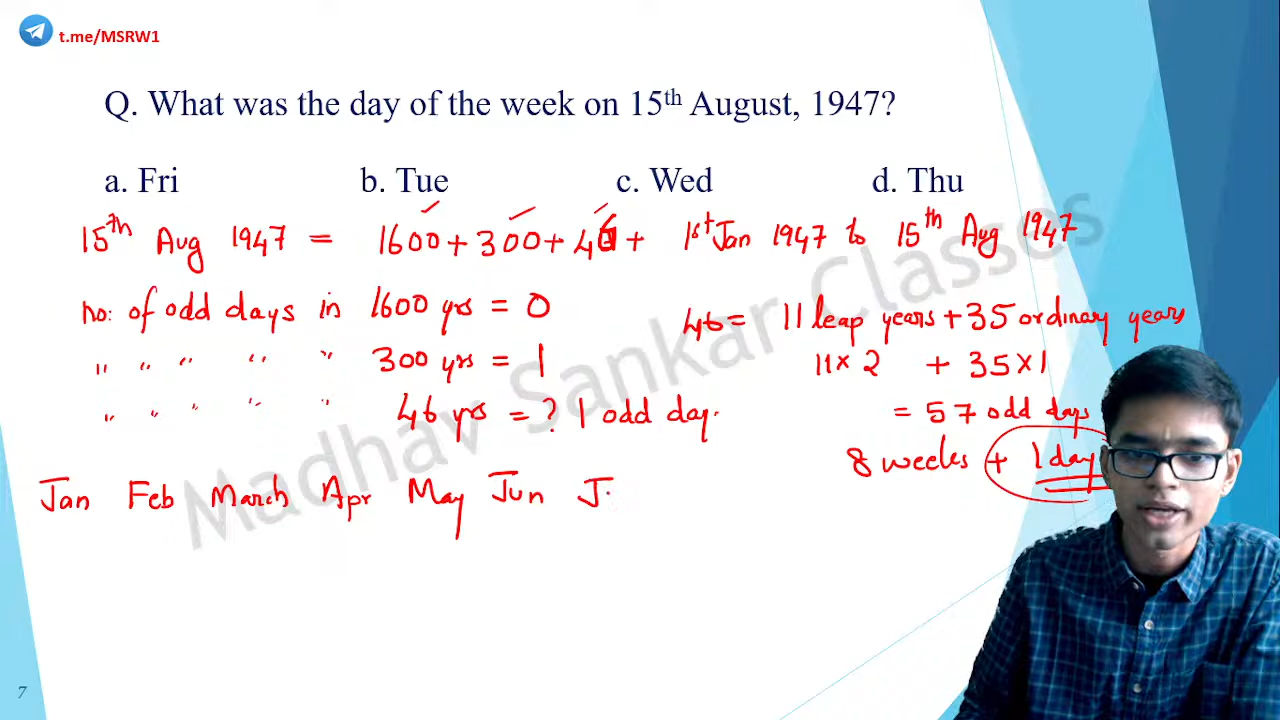 t.me/MSRW1
Q. What was the day of the week on 15th August, 1947?
a. Fri b. Tue c. Wed d. Thu
15th Aug 1947 = 1600 + 300 + 46 + 1st Jan 1947 to 15th Aug 1947
no: of odd days in 1600 yrs = 0
" " " " " 300 yrs = 1
" " " " " 46 yrs = ? 1 odd day.
46 = 11 leap years + 35 ordinary years
11 x 2 + 35 x 1
= 57 odd days
8 weeks + 1 day
Jan Feb March Apr May Jun J
Madhav Sankar Classes
7